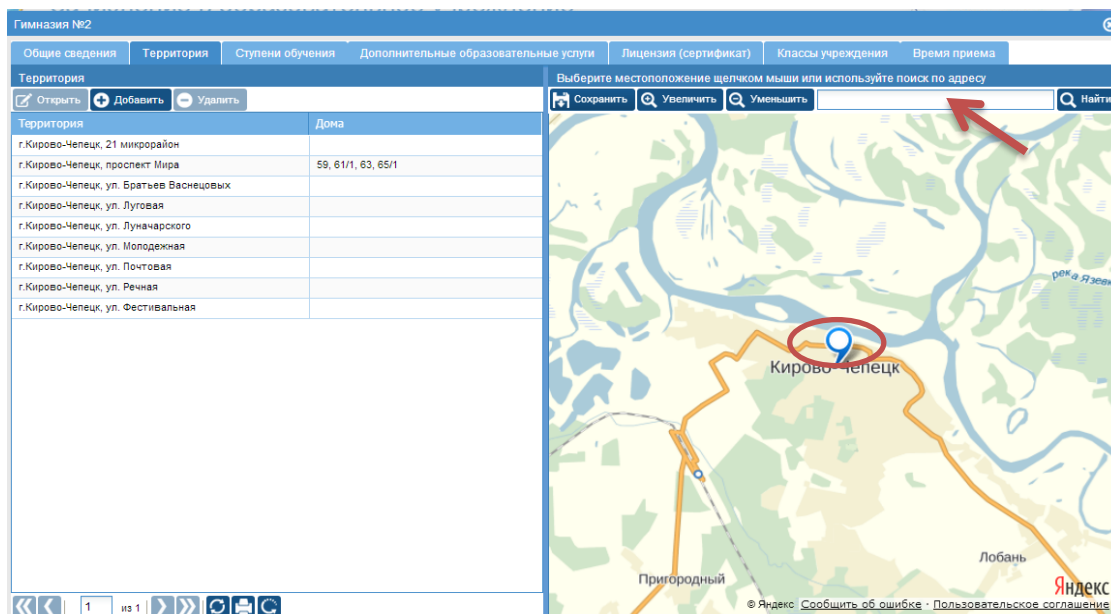 Гимназия №2
Общие сведения Территория Ступени обучения Дополнительные образовательные услуги Лицензия (сертификат) Классы учреждения Время приема
Территория
Открыть Добавить Удалить
Территория Дома
г.Кирово-Чепецк, 21 микрорайон
г.Кирово-Чепецк, проспект Мира 59, 61/1, 63, 65/1
г.Кирово-Чепецк, ул. Братьев Васнецовых
г.Кирово-Чепецк, ул. Луговая
г.Кирово-Чепецк, ул. Луначарского
г.Кирово-Чепецк, ул. Молодежная
г.Кирово-Чепецк, ул. Почтовая
г.Кирово-Чепецк, ул. Речная
г.Кирово-Чепецк, ул. Фестивальная
1 из 1
Выберите местоположение щелчком мыши или используйте поиск по адресу
Сохранить Увеличить Уменьшить Найти
река
Кирово-Чепецк
Лобань
Пригородный
Яндекс
© Яндекс Сообщить об ошибке · Пользовательское соглашение